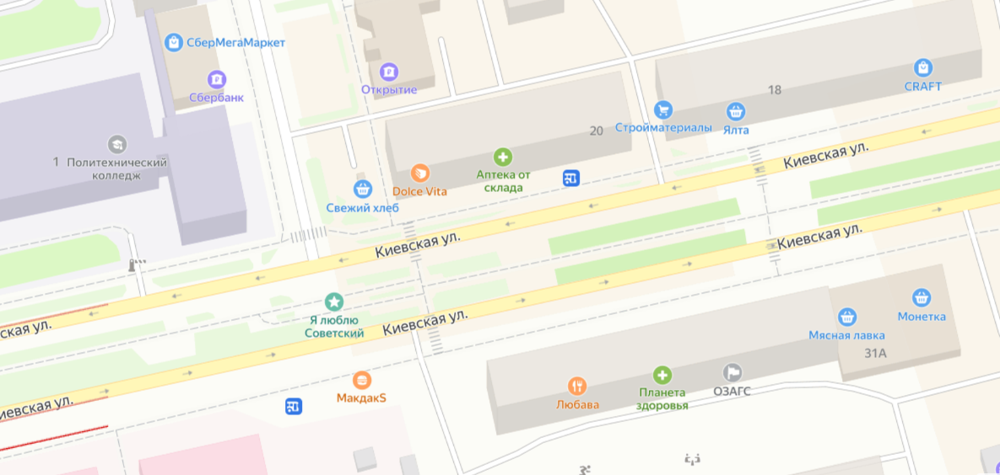 СберМегаМаркет
Сбербанк
Открытие
CRAFT
18
Стройматериалы
Ялта
20
1
Политехнический
колледж
Киевская ул.
Аптека от
склада
Dolce Vita
Свежий хлеб
Киевская ул.
Киевская ул.
Я люблю
Советский
Киевская ул.
ская ул.
Монетка
Мясная лавка
31А
МакдакS
Любава
Планета
здоровья
ОЗАГС
иевская ул.